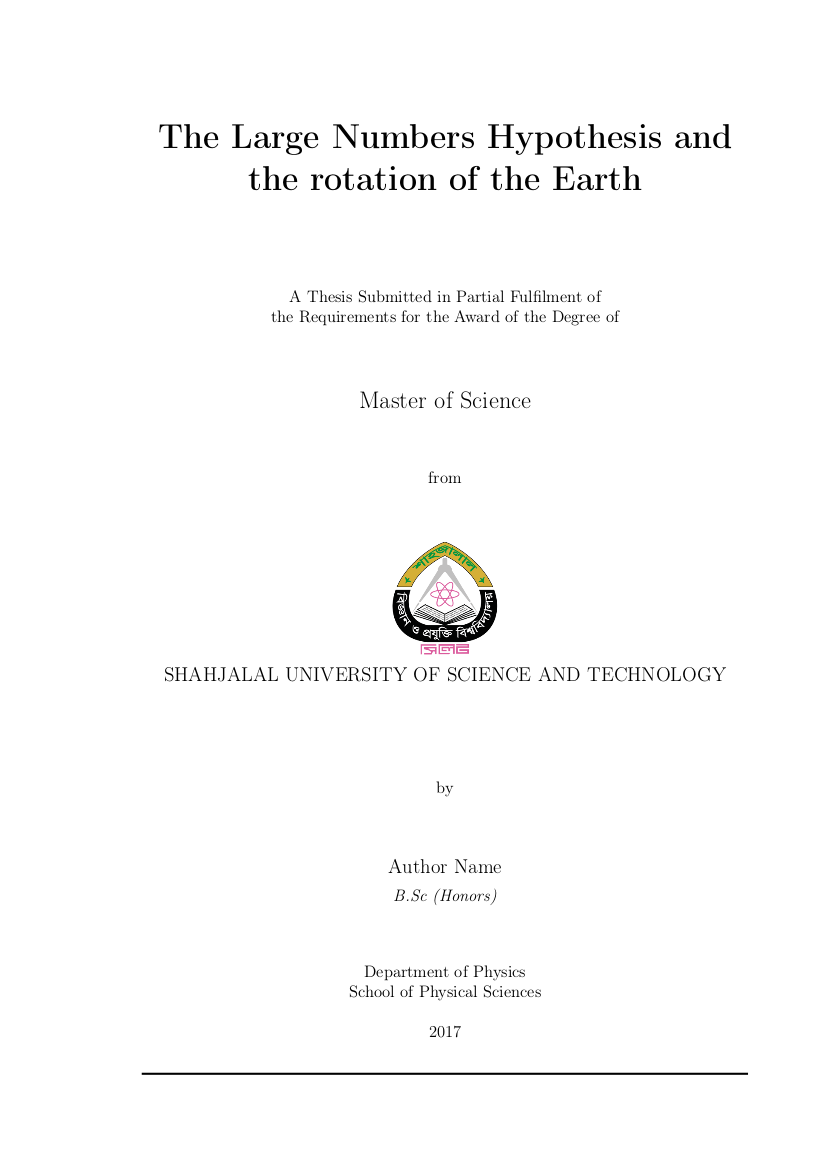 The Large Numbers Hypothesis and
the rotation of the Earth
A Thesis Submitted in Partial Fulfilment of
the Requirements for the Award of the Degree of
Master of Science
from
শাহজালাল
বিজ্ঞান ও প্রযুক্তি বিশ্ববিদ্যালয়
সিলেট
SHAHJALAL UNIVERSITY OF SCIENCE AND TECHNOLOGY
by
Author Name
B.Sc (Honors)
Department of Physics
School of Physical Sciences
2017